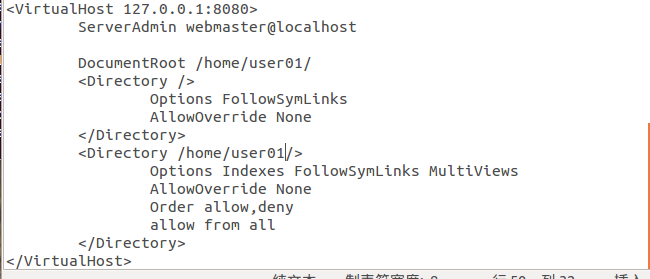 <VirtualHost 127.0.0.1:8080>
ServerAdmin webmaster@localhost
DocumentRoot /home/user01/
<Directory />
Options FollowSymLinks
AllowOverride None
</Directory>
<Directory /home/user01/>
Options Indexes FollowSymLinks MultiViews
AllowOverride None
Order allow,deny
allow from all
</Directory>
</VirtualHost>